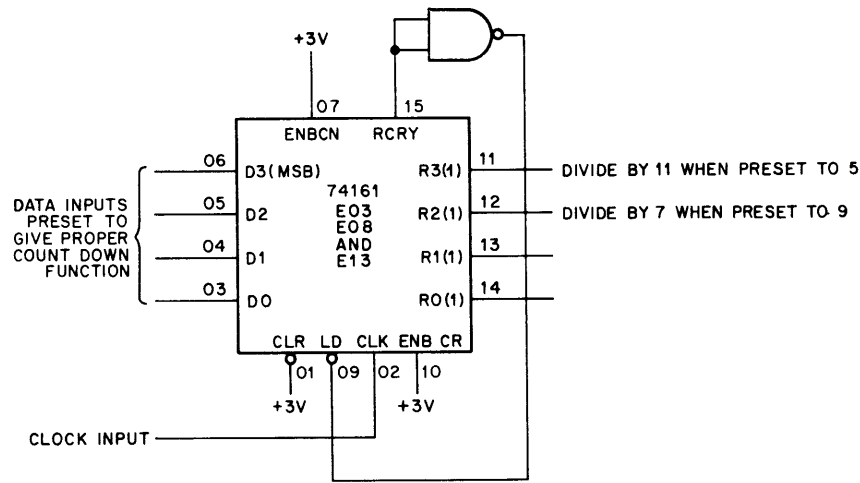 +3V
07
15
ENBCN
RCRY
06
D3(MSB)
R3(1)
11
DIVIDE BY 11 WHEN PRESET TO 5
74161
DATA INPUTS
PRESET TO
GIVE PROPER
COUNT DOWN
FUNCTION
05
D2
E03
R2(1)
12
DIVIDE BY 7 WHEN PRESET TO 9
E08
AND
04
D1
E13
R1(1)
13
03
D0
R0(1)
14
CLR
LD
CLK
ENB CR
01
09
02
10
+3V
+3V
CLOCK INPUT